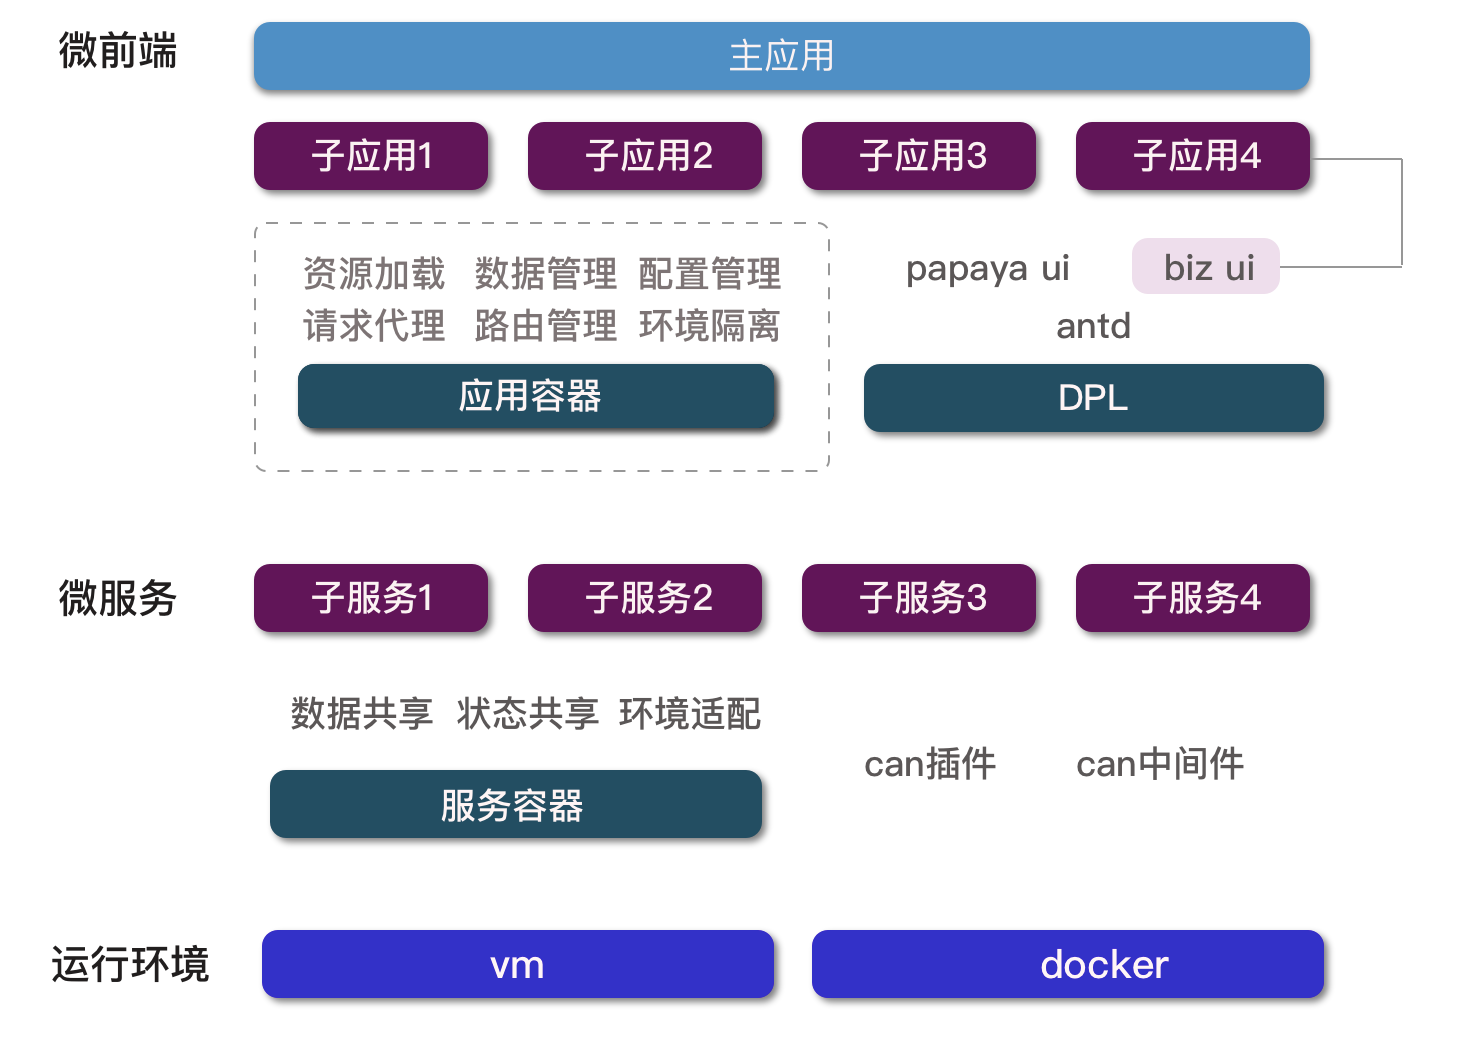 微前端
主应用
子应用1
子应用2
子应用3
子应用4
资源加载 数据管理 配置管理
请求代理 路由管理 环境隔离
应用容器
papaya ui
biz ui
antd
DPL
微服务
子服务1
子服务2
子服务3
子服务4
数据共享 状态共享 环境适配
服务容器
can插件
can中间件
运行环境
vm
docker